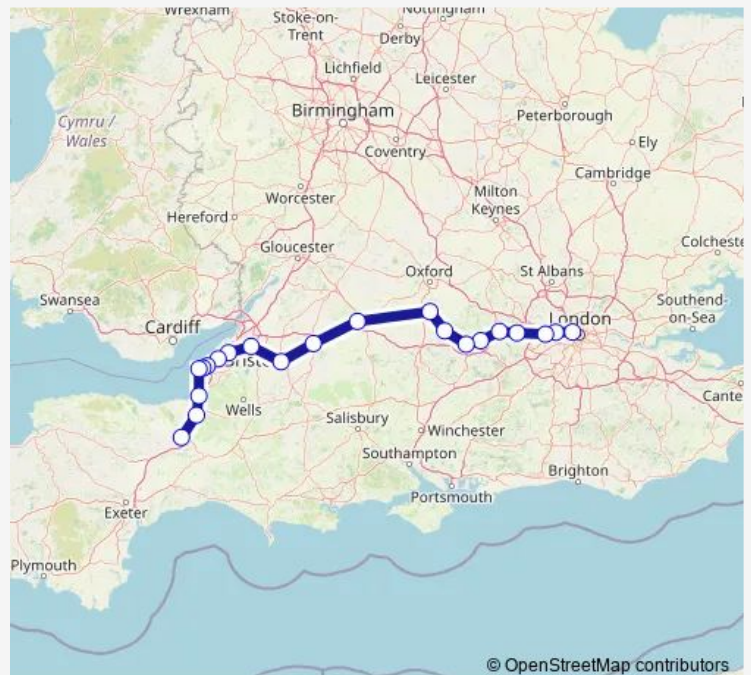 Wrexham
Stoke-on-
Trent
Nottingham
Derby
Lichfield
Leicester
Birmingham
Peterborough
Cymru /
Wales
Coventry
Ely
Cambridge
Worcester
Milton
Keynes
Hereford
Gloucester
Colcheste
Oxford
St Albans
Swansea
Southend-
on-Sea
Cardiff
London
Bristol
Cante
Wells
Salisbury
Winchester
Southampton
Brighton
Portsmouth
Exeter
Plymouth
© OpenStreetMap contributors